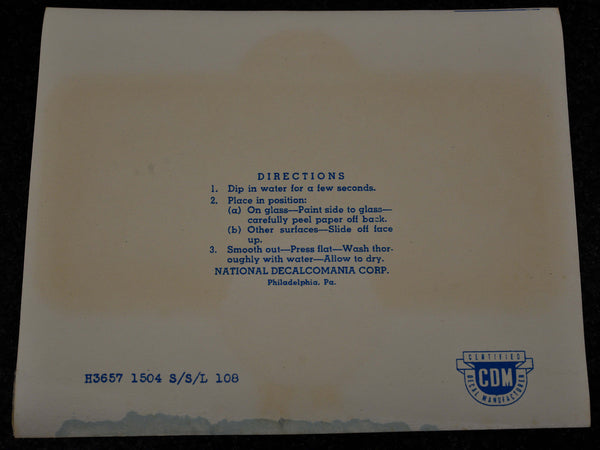 DIRECTIONS
1. Dip in water for a few seconds.
2. Place in position:
(a) On glass—Paint side to glass—
carefully peel paper off back.
(b) Other surfaces—Slide off face
up.
3. Smooth out—Press flat—Wash thor-
oughly with water—Allow to dry.
NATIONAL DECALCOMANIA CORP.
Philadelphia, Pa.
H3657 1504 S/S/L 108
CERTIFIED
CDM
DECAL MANUFACTURER